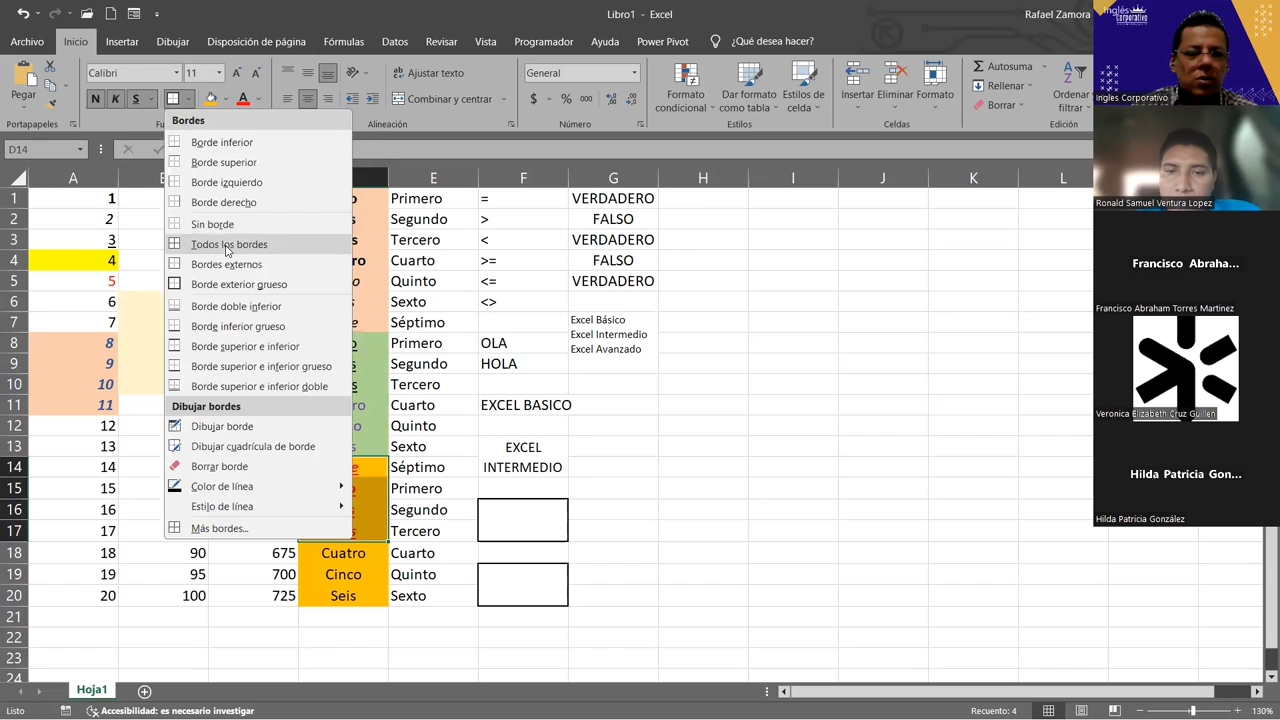 Libro1 - Excel
Rafael Zamora
Archivo Inicio Insertar Dibujar Disposición de página Fórmulas Datos Revisar Vista Programador Ayuda Power Pivot ¿Qué desea hacer?
Pegar
Calibri 11
N K S
Ajustar texto
Combinar y centrar
General
$ % 000
Formato condicional
Dar formato como tabla
Estilos de celda
Insertar Eliminar Formato
Autosuma
Rellenar
Borrar
Ordenar
filtrar
Portapapeles Alineación Número Estilos Celdas Edición
D14
Bordes
Borde inferior
Borde superior
Borde izquierdo
Borde derecho
Sin borde
Todos los bordes
Bordes externos
Borde exterior grueso
Borde doble inferior
Borde inferior grueso
Borde superior e inferior
Borde superior e inferior grueso
Borde superior e inferior doble
Dibujar bordes
Dibujar borde
Dibujar cuadrícula de borde
Borrar borde
Color de línea
Estilo de línea
Más bordes...
A E F G H I J K L
1 1 Primero = VERDADERO
2 2 Segundo > FALSO
3 3 Tercero < VERDADERO
4 4 ro Cuarto >= FALSO
5 5 Quinto <= VERDADERO
6 6 Sexto <>
7 7 Séptimo
Excel Básico
Excel Intermedio
Excel Avanzado
8 8 Primero OLA
9 9 Segundo HOLA
10 10 Tercero
11 11 ro Cuarto EXCEL BASICO
12 12 Quinto
13 13 Sexto EXCEL
14 14 Séptimo INTERMEDIO
15 15 Primero
16 16 Segundo
17 17 Tercero
18 18 90 675 Cuatro Cuarto
19 19 95 700 Cinco Quinto
20 20 100 725 Seis Sexto
21
22
23
24
Hoja1
Listo Accesibilidad: es necesario investigar Recuento: 4 130%
Inglés
Corporativo
Ingles Corporativo
Ronald Samuel Ventura Lopez
Francisco Abraha...
Francisco Abraham Torres Martinez
Veronica Elizabeth Cruz Guillen
Hilda Patricia Gon...
Hilda Patricia González